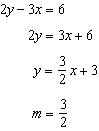 2y − 3x = 6
2y = 3x + 6
y = 3/2 x + 3
m = 3/2